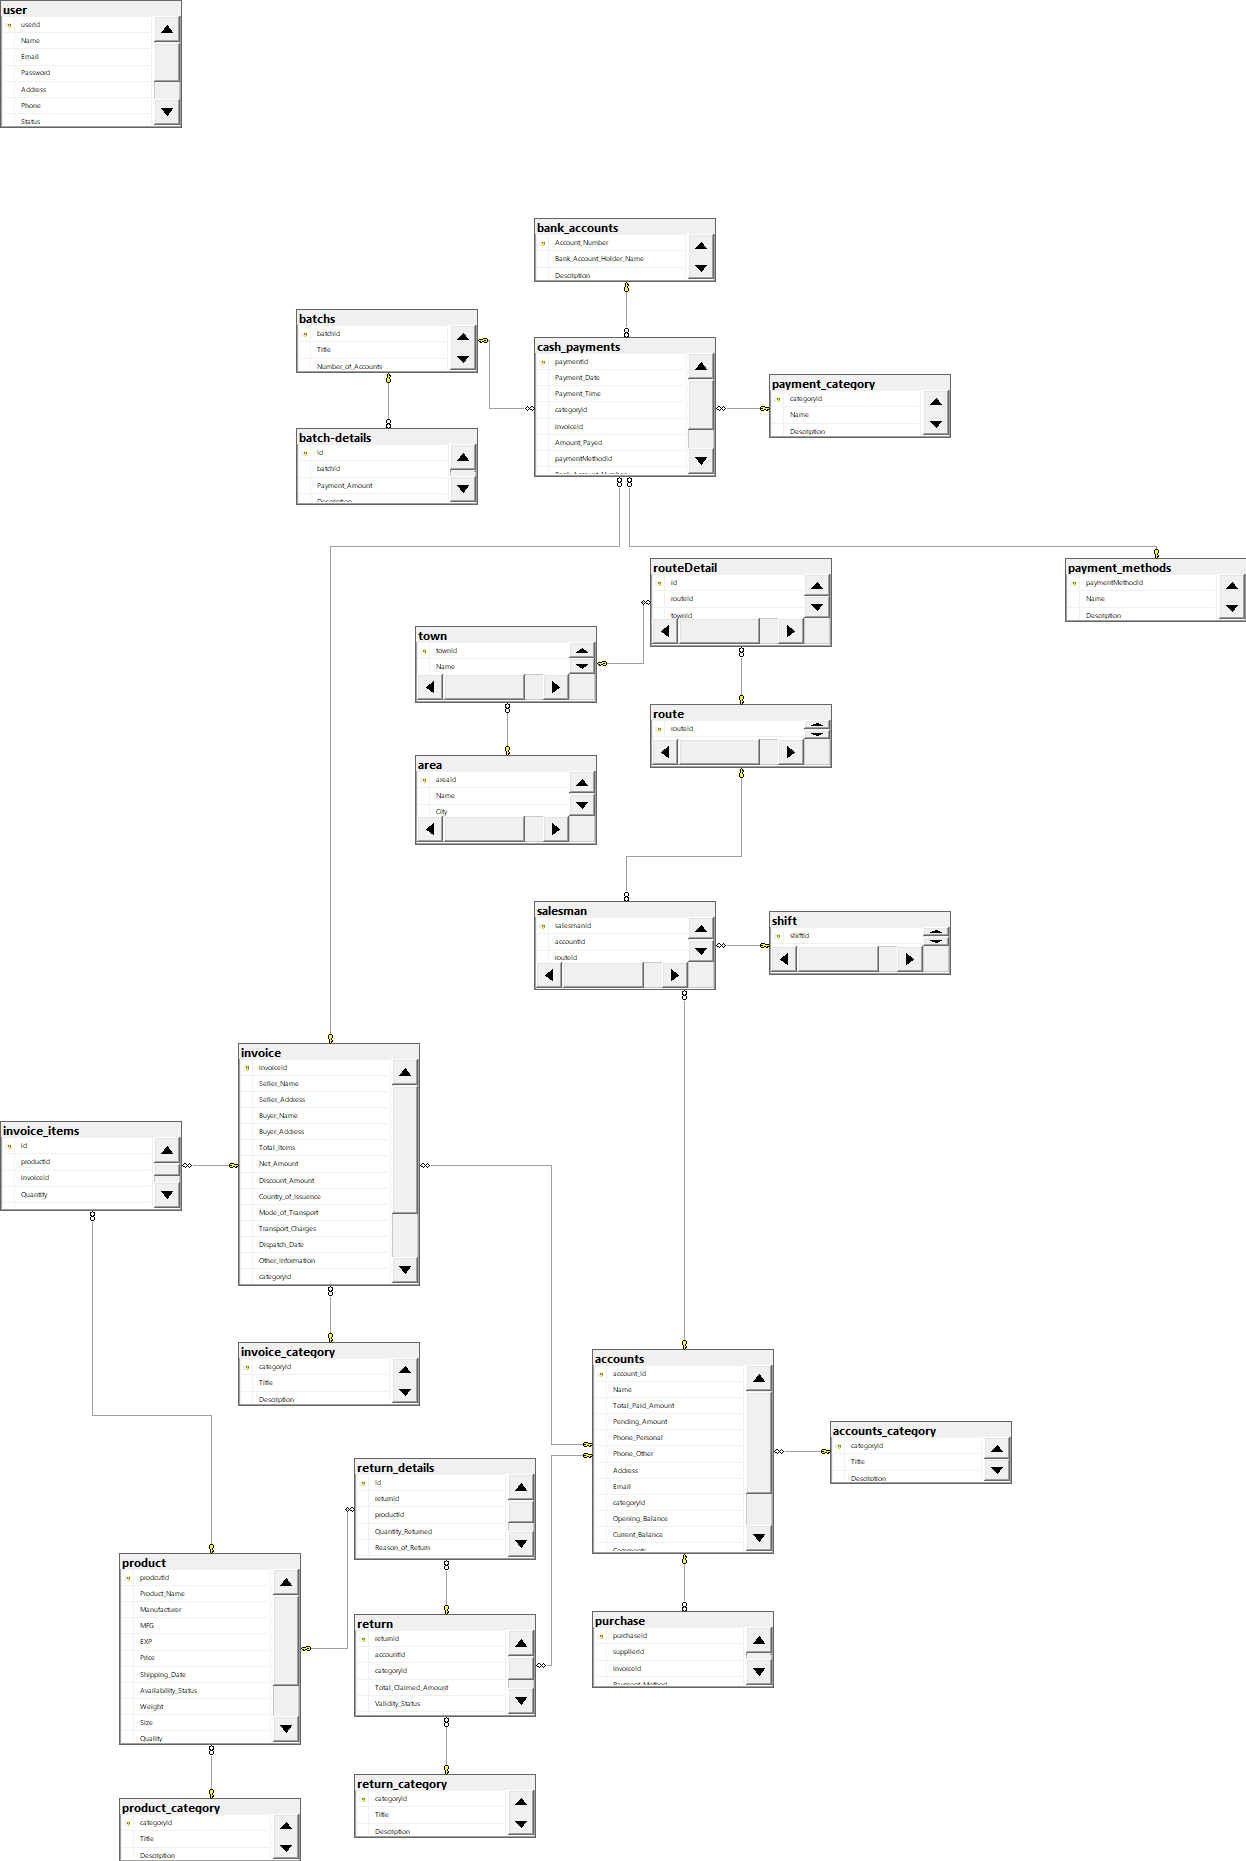 user
userId
Name
Email
Password
Address
Phone
Status
bank_accounts
Account_Number
Bank_Account_Holder_Name
Description
batchs
batchId
Title
Number_of_Accounts
cash_payments
paymentId
Payment_Date
Payment_Time
categoryId
invoiceId
Amount_Payed
paymentMethodId
Bank_Account_Number
payment_category
categoryId
Name
Description
batch-details
id
batchId
Payment_Amount
Description
routeDetail
id
routeId
townId
payment_methods
paymentMethodId
Name
Description
town
townId
Name
route
routeId
area
areaId
Name
City
salesman
salesmanId
accountId
routeId
shift
shiftId
invoice
invoiceId
Seller_Name
Seller_Address
Buyer_Name
Buyer_Address
Total_Items
Net_Amount
Discount_Amount
Country_of_Issuence
Mode_of_Transport
Transport_Charges
Dispatch_Date
Other_Information
categoryId
invoice_items
id
productId
invoiceId
Quantity
invoice_category
categoryId
Title
Description
accounts
account_id
Name
Total_Paid_Amount
Pending_Amount
Phone_Personal
Phone_Other
Address
Email
categoryId
Opening_Balance
Current_Balance
Comments
accounts_category
categoryId
Title
Description
return_details
id
returnId
productId
Quantity_Returned
Reason_of_Return
product
prodcutId
Product_Name
Manufacturer
MFG
EXP
Price
Shipping_Date
Availability_Status
Weight
Size
Quality
return
returnId
accountId
categoryId
Total_Claimed_Amount
Validity_Status
purchase
purchaseId
supplierId
invoiceId
Payment_Method
return_category
categoryId
Title
Description
product_category
categoryId
Title
Description